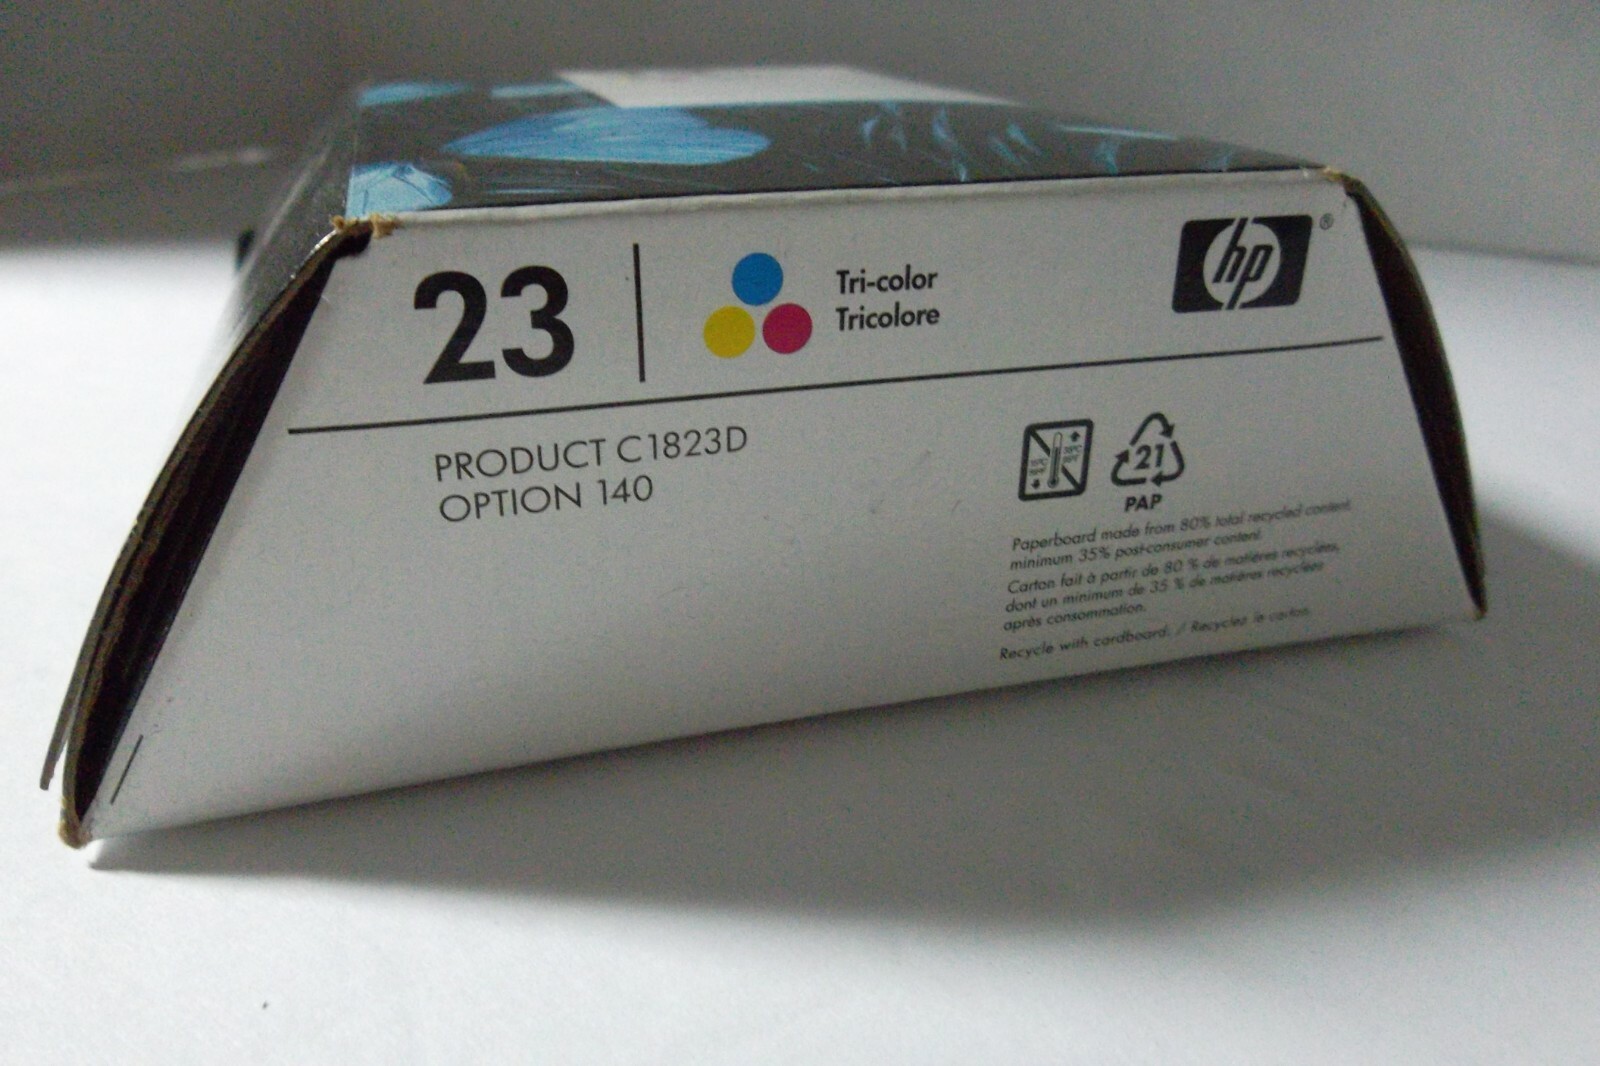 23
Tri-color
Tricolore
hp®
PRODUCT C1823D
OPTION 140
21
PAP
Paperboard made from 80% total recycled content
minimum 35% post-consumer content.
Carton fait à partir de 80 % de matières recyclées,
dont un minimum de 35 % de matières recyclées
après consommation.
Recycle with cardboard. / Recyclez le carton.